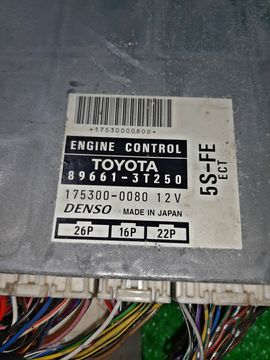 *17530000800*
ENGINE CONTROL
TOYOTA
89661-3T250
175300-0080 12V
DENSO MADE IN JAPAN
26P 16P 22P
5S-FE
ECT